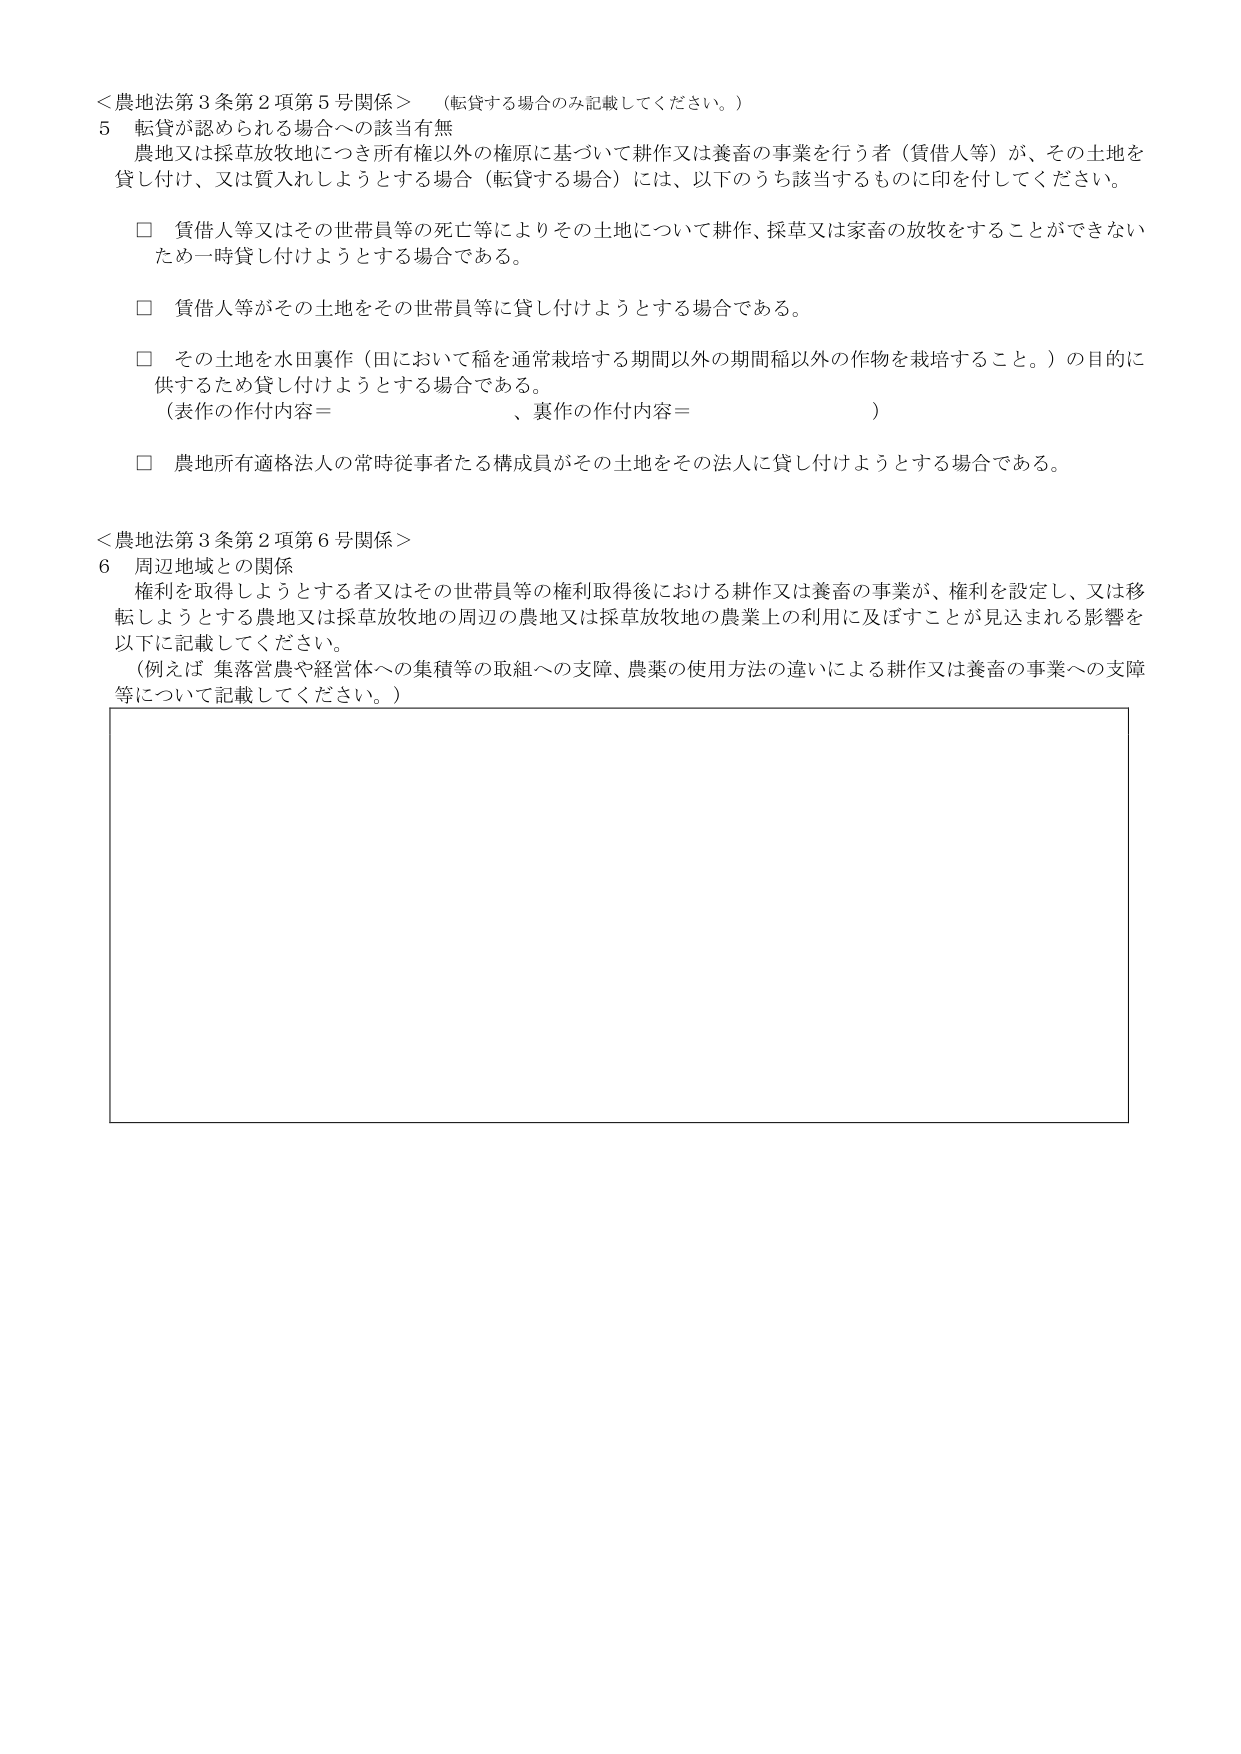 ＜農地法第３条第２項第５号関係＞　（転貸する場合のみ記載してください。）
５　転貸が認められる場合への該当有無
農地又は採草放牧地につき所有権以外の権原に基づいて耕作又は養畜の事業を行う者（賃借人等）が、その土地を
貸し付け、又は質入れしようとする場合（転貸する場合）には、以下のうち該当するものに印を付してください。
□　賃借人等又はその世帯員等の死亡等によりその土地について耕作、採草又は家畜の放牧をすることができない
ため一時貸し付けようとする場合である。
□　賃借人等がその土地をその世帯員等に貸し付けようとする場合である。
□　その土地を水田裏作（田において稲を通常栽培する期間以外の期間稲以外の作物を栽培すること。）の目的に
供するため貸し付けようとする場合である。
（表作の作付内容＝　　　　　　　　　、裏作の作付内容＝　　　　　　　　　）
□　農地所有適格法人の常時従事者たる構成員がその土地をその法人に貸し付けようとする場合である。
＜農地法第３条第２項第６号関係＞
６　周辺地域との関係
権利を取得しようとする者又はその世帯員等の権利取得後における耕作又は養畜の事業が、権利を設定し、又は移
転しようとする農地又は採草放牧地の周辺の農地又は採草放牧地の農業上の利用に及ぼすことが見込まれる影響を
以下に記載してください。
（例えば 集落営農や経営体への集積等の取組への支障、農薬の使用方法の違いによる耕作又は養畜の事業への支障
等について記載してください。）